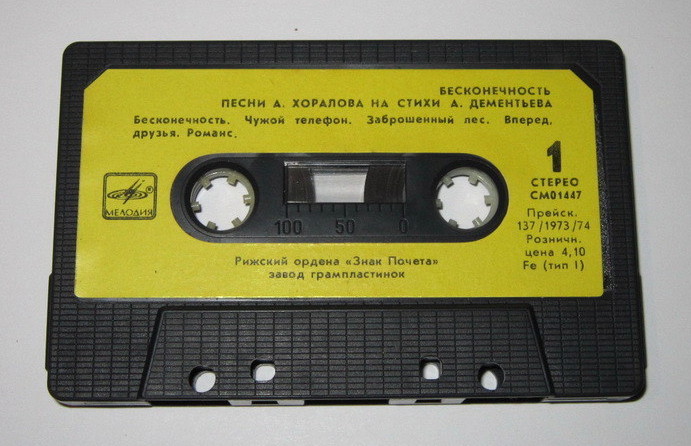 БЕСКОНЕЧНОСТЬ
ПЕСНИ А. ХОРАЛОВА НА СТИХИ А. ДЕМЕНТЬЕВА
Бесконечность. Чужой телефон. Заброшенный лес. Вперед,
друзья. Романс.
1
СТЕРЕО
СМ01447
Прейск.
137/1973/74
Розничн.
цена 4,10
Fe (тип I)
® МЕЛОДИЯ
100 50 0
Рижский ордена «Знак Почета»
завод грампластинок